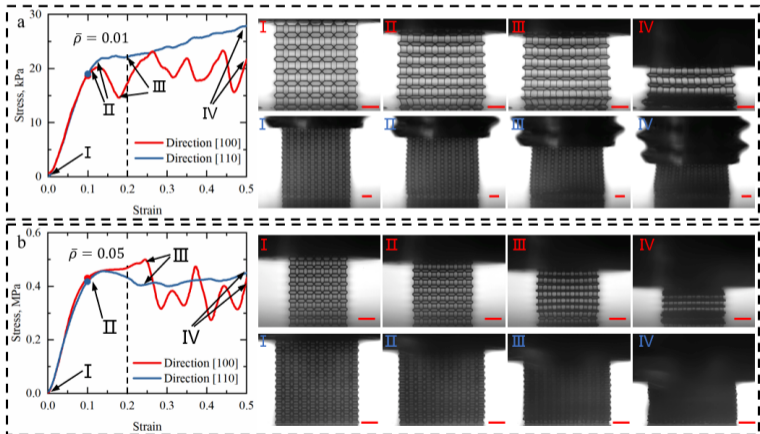 a
30
25
20
15
10
5
0
Stress, kPa
ρ̄ = 0.01
I
II
III
IV
Direction [100]
Direction [110]
0.0 0.1 0.2 0.3 0.4 0.5
Strain
I II III IV
I II III IV
b
0.6
0.4
0.2
0.0
Stress, MPa
ρ̄ = 0.05
I
II
III
IV
Direction [100]
Direction [110]
0.0 0.1 0.2 0.3 0.4 0.5
Strain
I II III IV
I II III IV